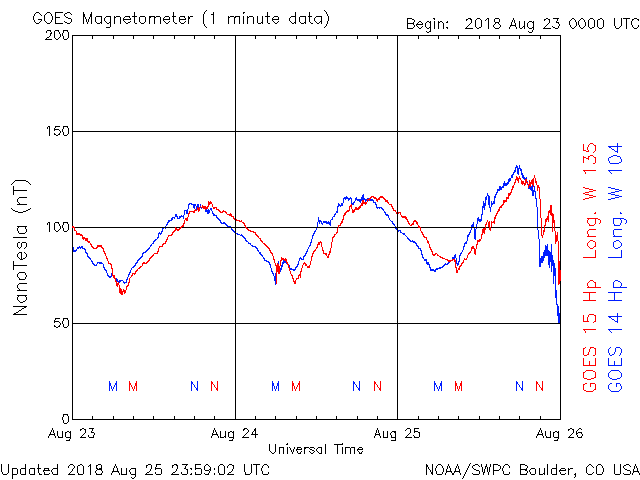 GOES Magnetometer (1 minute data)
Begin: 2018 Aug 23 0000 UTC
200
150
100
50
0
NanoTesla (nT)
M M N N M M N N M M N N
Aug 23 Aug 24 Aug 25 Aug 26
Universal Time
GOES 15 Hp Long. W 135
GOES 14 Hp Long. W 104
Updated 2018 Aug 25 23:59:02 UTC
NOAA/SWPC Boulder, CO USA